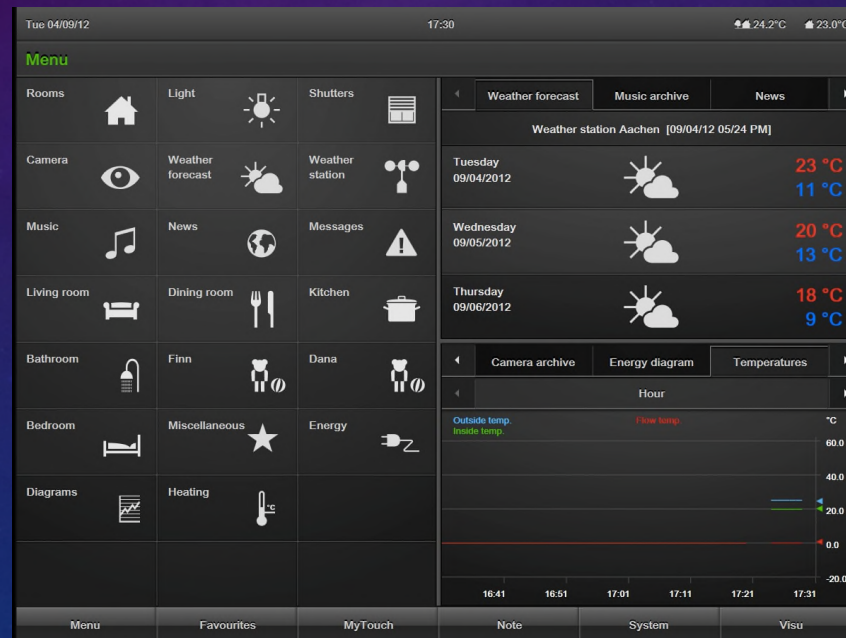 Tue 04/09/12 17:30 24.2°C 23.0°C
Menu
Rooms Light Shutters
Camera Weather forecast Weather station
Music News Messages
Living room Dining room Kitchen
Bathroom Finn Dana
Bedroom Miscellaneous Energy
Diagrams Heating
°C
Weather forecast Music archive News
Weather station Aachen [09/04/12 05/24 PM]
Tuesday 23 °C
09/04/2012 11 °C
Wednesday 20 °C
09/05/2012 13 °C
Thursday 18 °C
09/06/2012 9 °C
Camera archive Energy diagram Temperatures
Hour
Outside temp. Flow temp. °C
Inside temp.
60.0
40.0
20.0
0.0
-20.0
16:41 16:51 17:01 17:11 17:21 17:31
Menu Favourites MyTouch Note System Visu